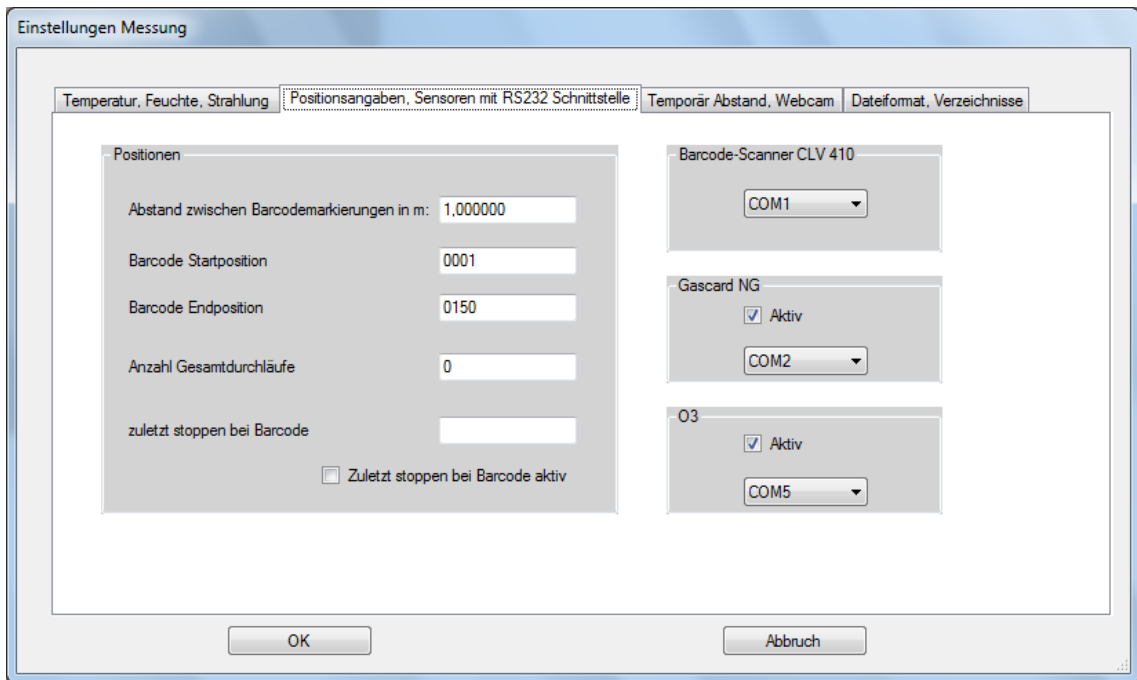 Einstellungen Messung
Temperatur, Feuchte, Strahlung
Positionsangaben, Sensoren mit RS232 Schnittstelle
Temporär Abstand, Webcam
Dateiformat, Verzeichnisse
Positionen
Abstand zwischen Barcodemarkierungen in m: 1,000000
Barcode Startposition 0001
Barcode Endposition 0150
Anzahl Gesamtdurchläufe 0
zuletzt stoppen bei Barcode
Zuletzt stoppen bei Barcode aktiv
Barcode-Scanner CLV 410
COM1
Gascard NG
Aktiv
COM2
O3
Aktiv
COM5
OK
Abbruch